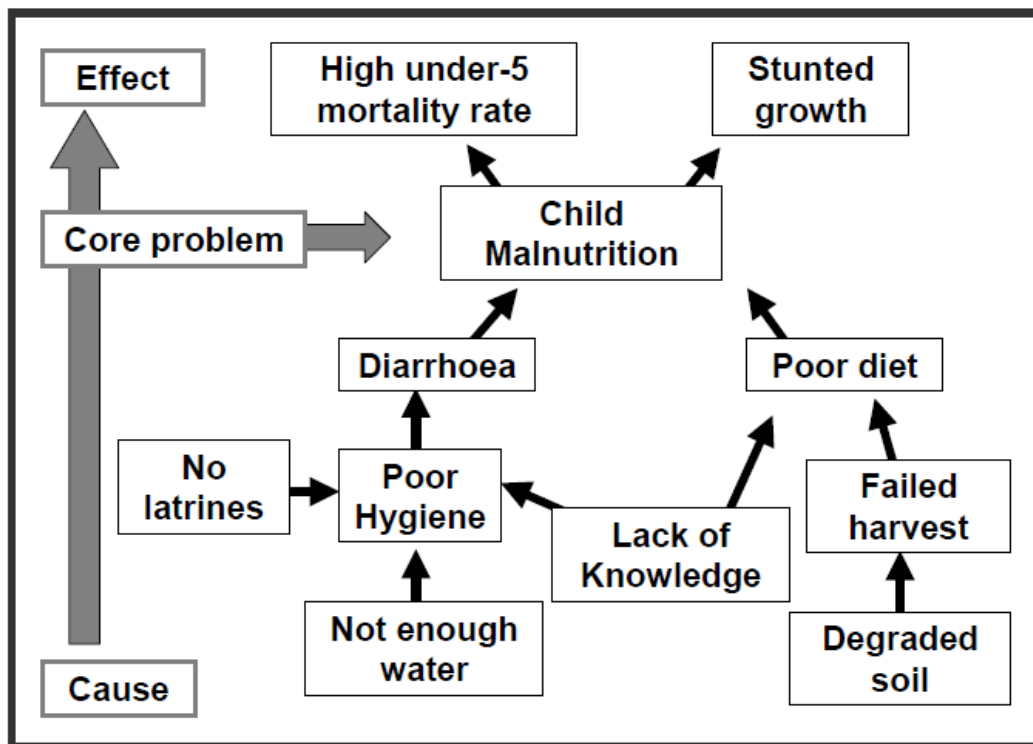 Effect
High under-5
mortality rate
Stunted
growth
Core problem
Child
Malnutrition
Diarrhoea
Poor diet
No
latrines
Poor
Hygiene
Lack of
Knowledge
Failed
harvest
Not enough
water
Degraded
soil
Cause